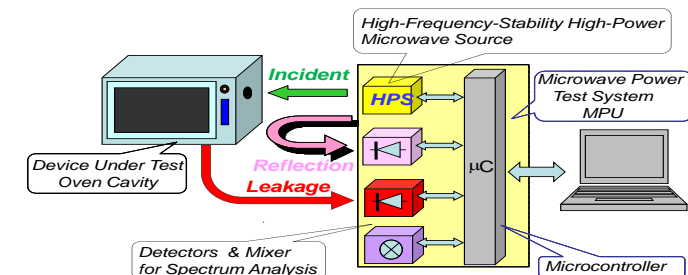 High-Frequency-Stability High-Power
Microwave Source
Incident
HPS
Microwave Power
Test System
MPU
Device Under Test
Oven Cavity
Reflection
Leakage
µC
Detectors & Mixer
for Spectrum Analysis
Microcontroller